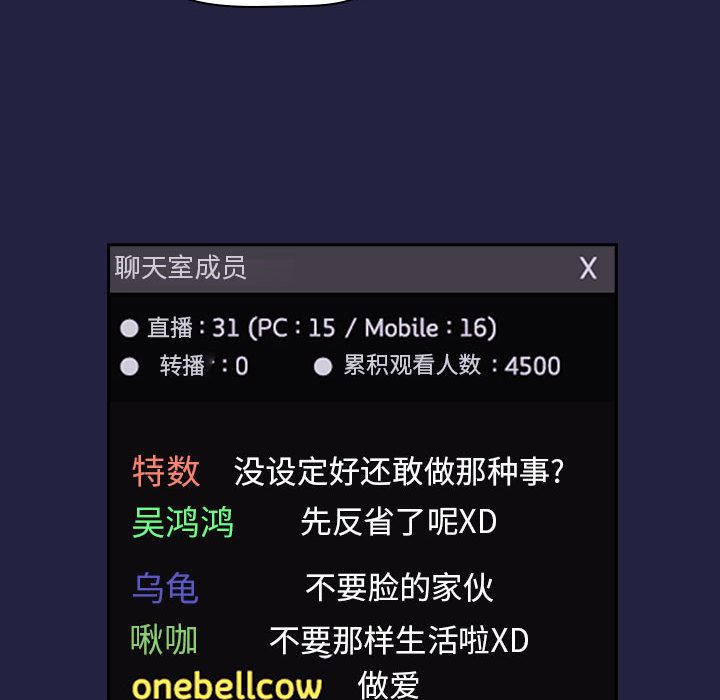 聊天室成员 X
● 直播：31 (PC : 15 / Mobile : 16)
● 转播：0 ● 累积观看人数：4500
特数 没设定好还敢做那种事?
吴鸿鸿 先反省了呢XD
乌龟 不要脸的家伙
啾咖 不要那样生活啦XD
onebellcow 做爱